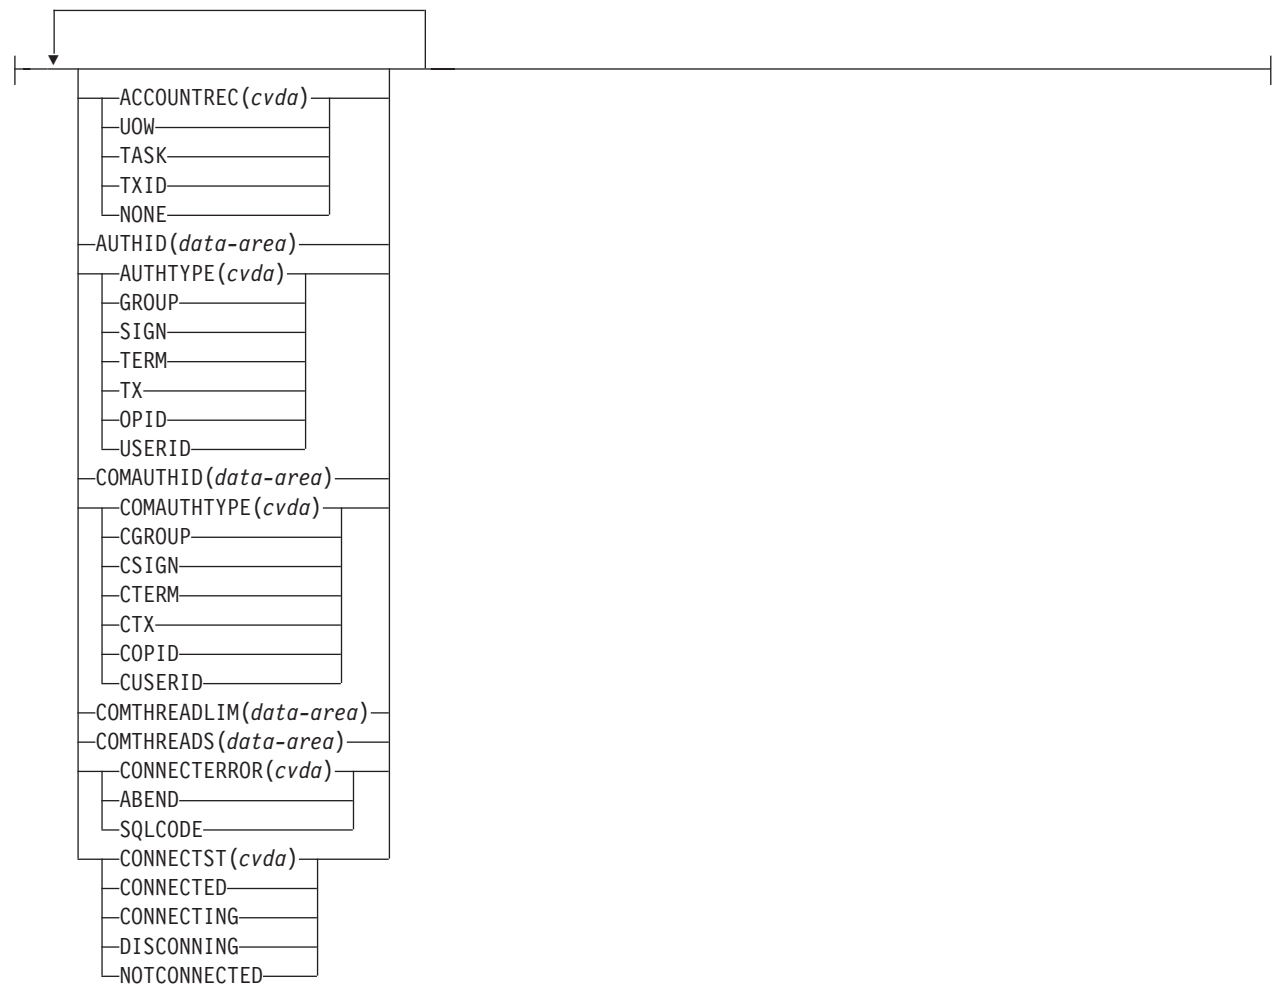 ACCOUNTREC(cvda)
UOW
TASK
TXID
NONE
AUTHID(data-area)
AUTHTYPE(cvda)
GROUP
SIGN
TERM
TX
OPID
USERID
COMAUTHID(data-area)
COMAUTHTYPE(cvda)
CGROUP
CSIGN
CTERM
CTX
COPID
CUSERID
COMTHREADLIM(data-area)
COMTHREADS(data-area)
CONNECTERROR(cvda)
ABEND
SQLCODE
CONNECTST(cvda)
CONNECTED
CONNECTING
DISCONNING
NOTCONNECTED